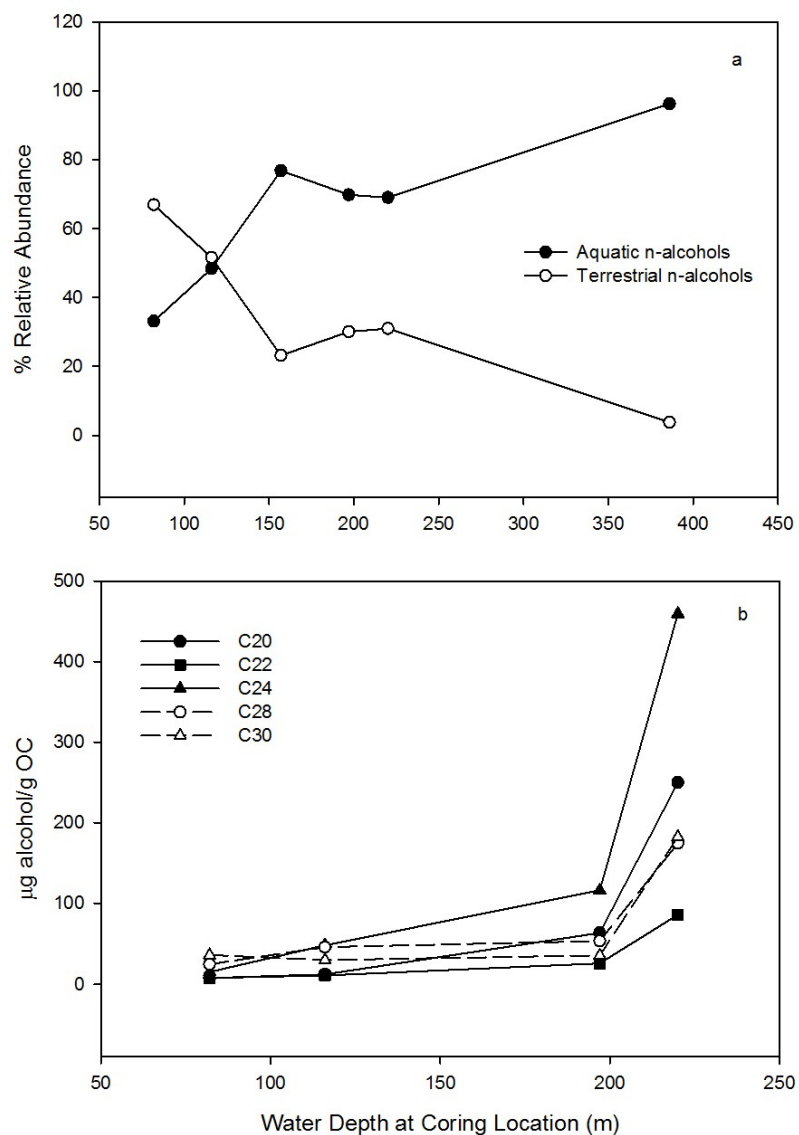 120
a
100
80
60
40
20
0
% Relative Abundance
Aquatic n-alcohols
Terrestrial n-alcohols
50 100 150 200 250 300 350 400 450
500
b
400
300
200
100
0
µg alcohol/g OC
C20
C22
C24
C28
C30
50 100 150 200 250
Water Depth at Coring Location (m)